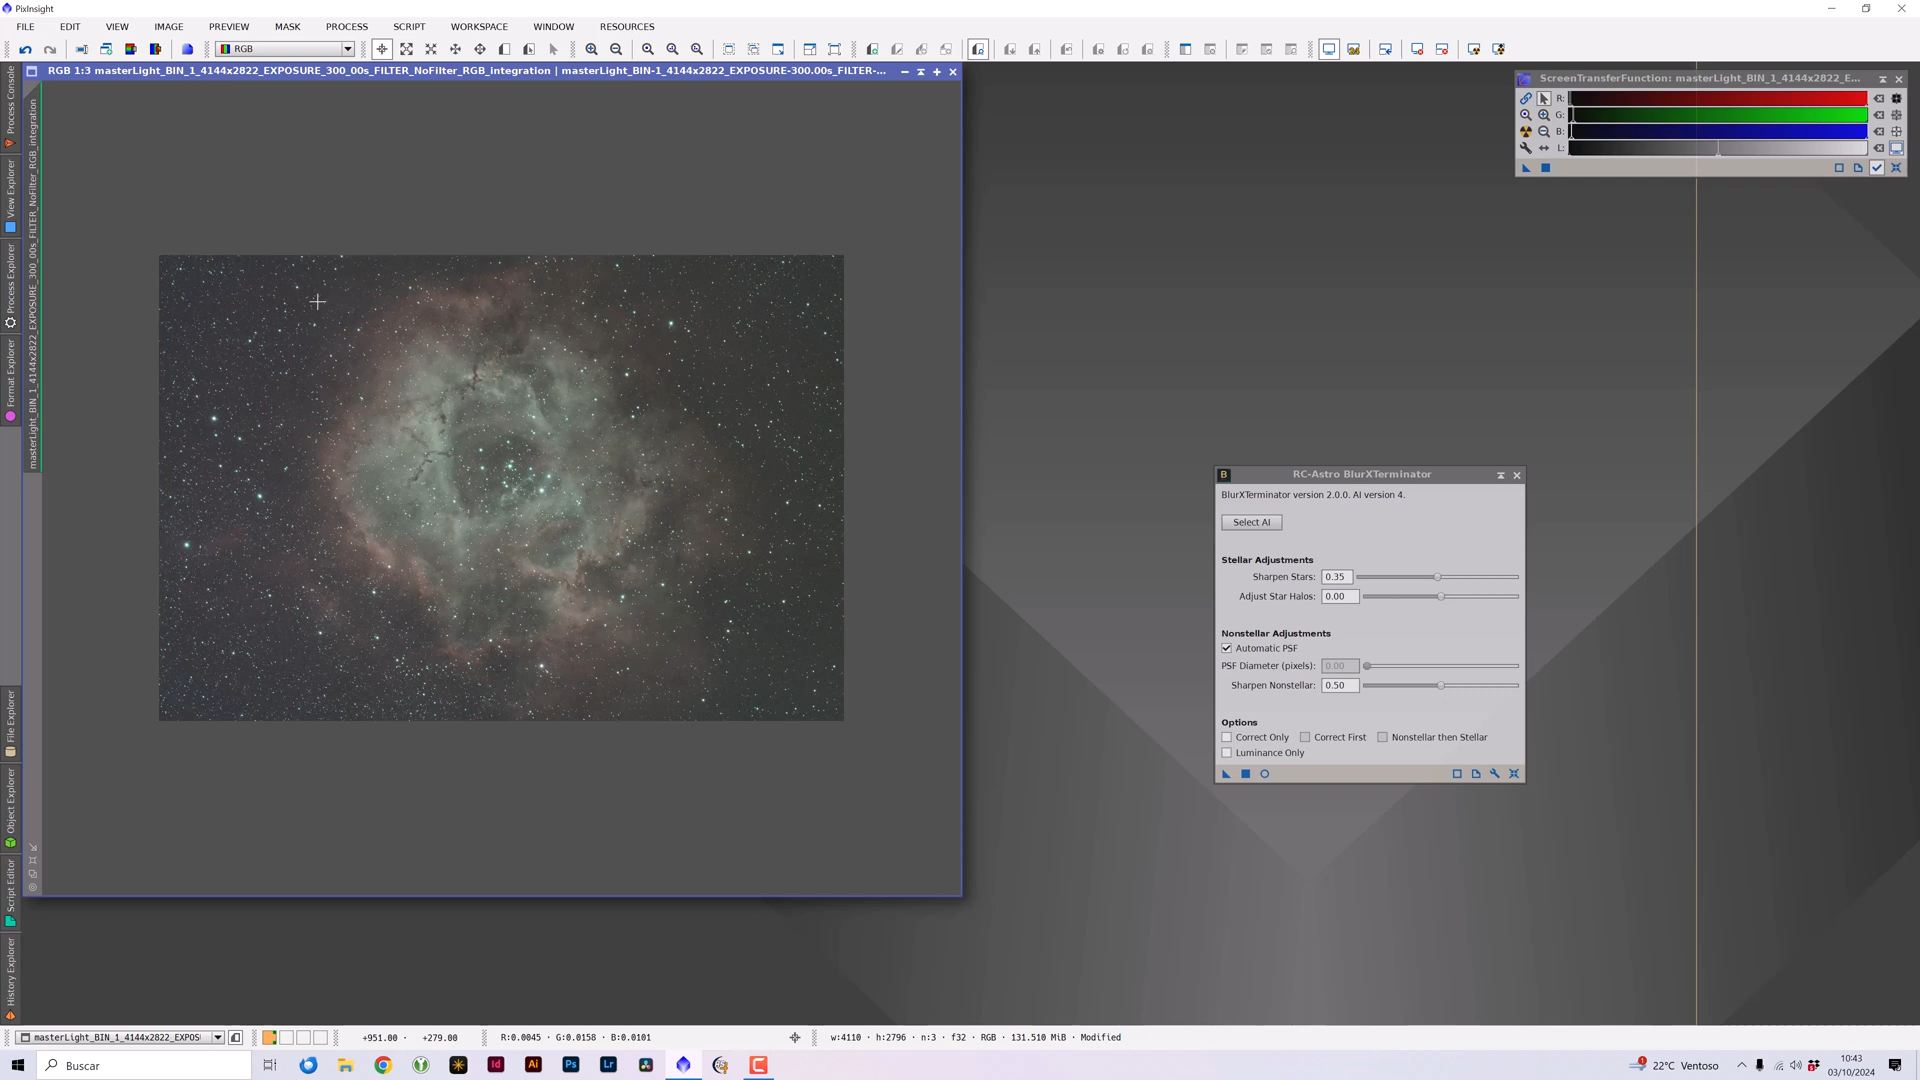 PixInsight
FILE EDIT VIEW IMAGE PREVIEW MASK PROCESS SCRIPT WORKSPACE WINDOW RESOURCES
RGB
RGB 1:3 masterLight_BIN_1_4144x2822_EXPOSURE_300_00s_FILTER_NoFilter_RGB_integration | masterLight_BIN-1_4144x2822_EXPOSURE-300.00s_FILTER-...
Process Console
View Explorer
Process Explorer
Format Explorer
File Explorer
Object Explorer
Script Editor
History Explorer
masterLight_BIN_1_4144x2822_EXPOSURE_300_00s_FILTER_NoFilter_RGB_integration
ScreenTransferFunction: masterLight_BIN_1_4144x2822_E...
R:
G:
B:
L:
B RC-Astro BlurXTerminator
BlurXTerminator version 2.0.0. AI version 4.
Select AI
Stellar Adjustments
Sharpen Stars: 0.35
Adjust Star Halos: 0.00
Nonstellar Adjustments
Automatic PSF
PSF Diameter (pixels): 0.00
Sharpen Nonstellar: 0.50
Options
Correct Only Correct First Nonstellar then Stellar
Luminance Only
masterLight_BIN_1_4144x2822_EXPOS +951.00 +279.00 R:0.0045 · G:0.0158 · B:0.0101 w:4110 · h:2796 · n:3 · f32 · RGB · 131.510 MiB · Modified
Buscar
Id Ai Ps Lr
1 22°C Ventoso
10:43
03/10/2024